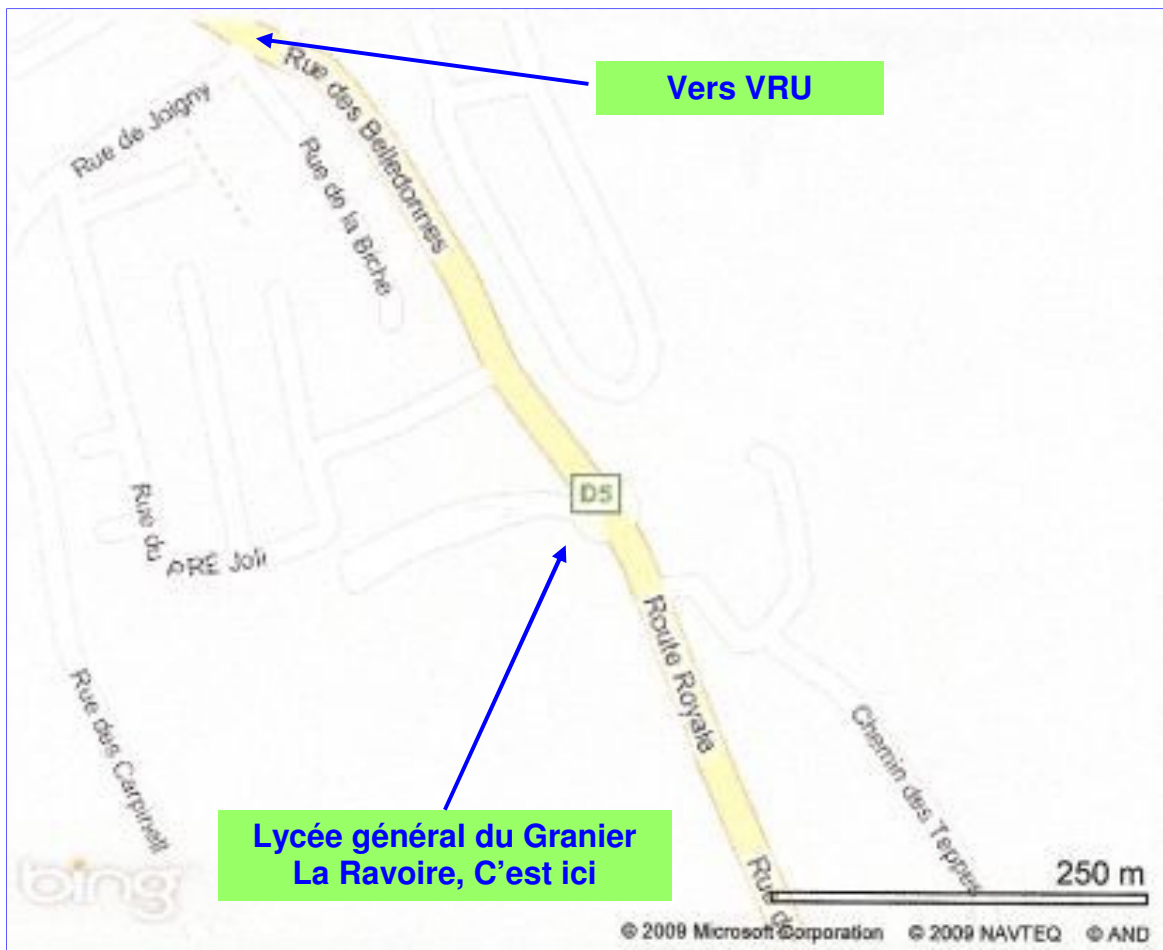 Vers VRU
Rue des Belledonnes
Rue de Joigny
Rue de la Biche
D5
Rue du
PRE Joli
Route Royale
Rue des Carpinell
Chemin des Teppes
Lycée général du Granier
La Ravoire, C'est ici
250 m
bing
© 2009 Microsoft Corporation © 2009 NAVTEQ © AND